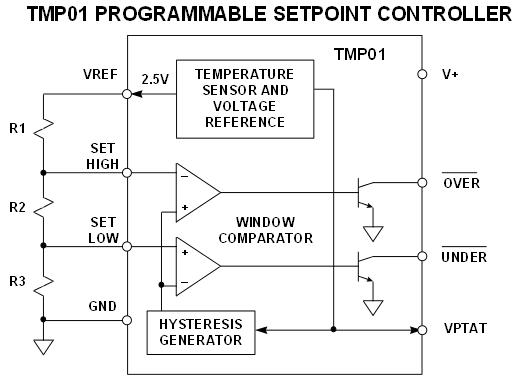 TMP01 PROGRAMMABLE SETPOINT CONTROLLER
TMP01
VREF
2.5V
TEMPERATURE
SENSOR AND
VOLTAGE
REFERENCE
V+
R1
SET
HIGH
–
+
OVER
R2
WINDOW
COMPARATOR
SET
LOW
+
–
UNDER
R3
GND
HYSTERESIS
GENERATOR
VPTAT